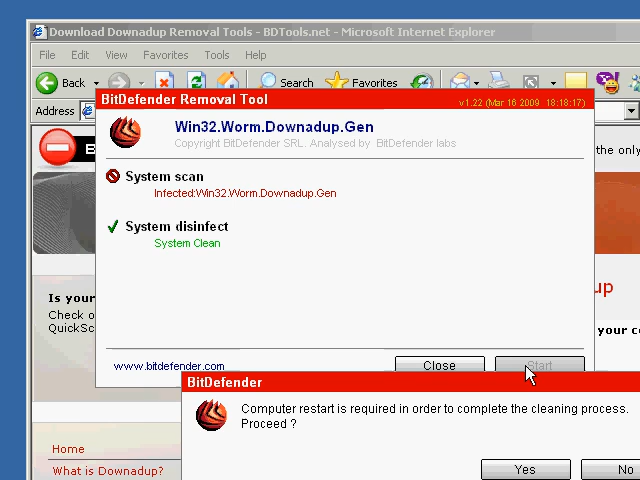 Download Downadup Removal Tools - BDTools.net - Microsoft Internet Explorer
File Edit View Favorites Tools Help
Back Search Favorites
Address
BitDefender Removal Tool v1.22 (Mar 16 2009 18:18:17)
Win32.Worm.Downadup.Gen
Copyright BitDefender SRL. Analysed by BitDefender labs
the only
System scan
Infected:Win32.Worm.Downadup.Gen
System disinfect
System Clean
up
Is your
Check o
QuickSc
your co
www.bitdefender.com Close Start
BitDefender
Computer restart is required in order to complete the cleaning process.
Proceed ?
Home
What is Downadup?
Yes No